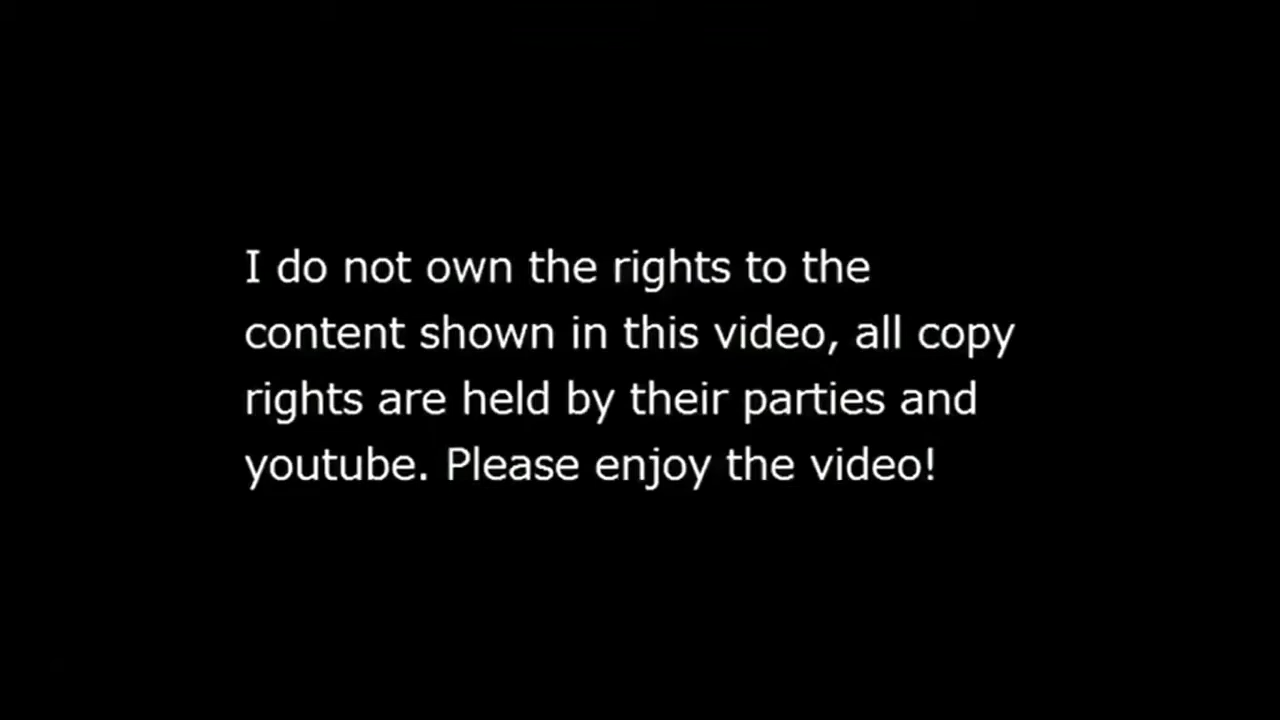 I do not own the rights to the
content shown in this video, all copy
rights are held by their parties and
youtube. Please enjoy the video!